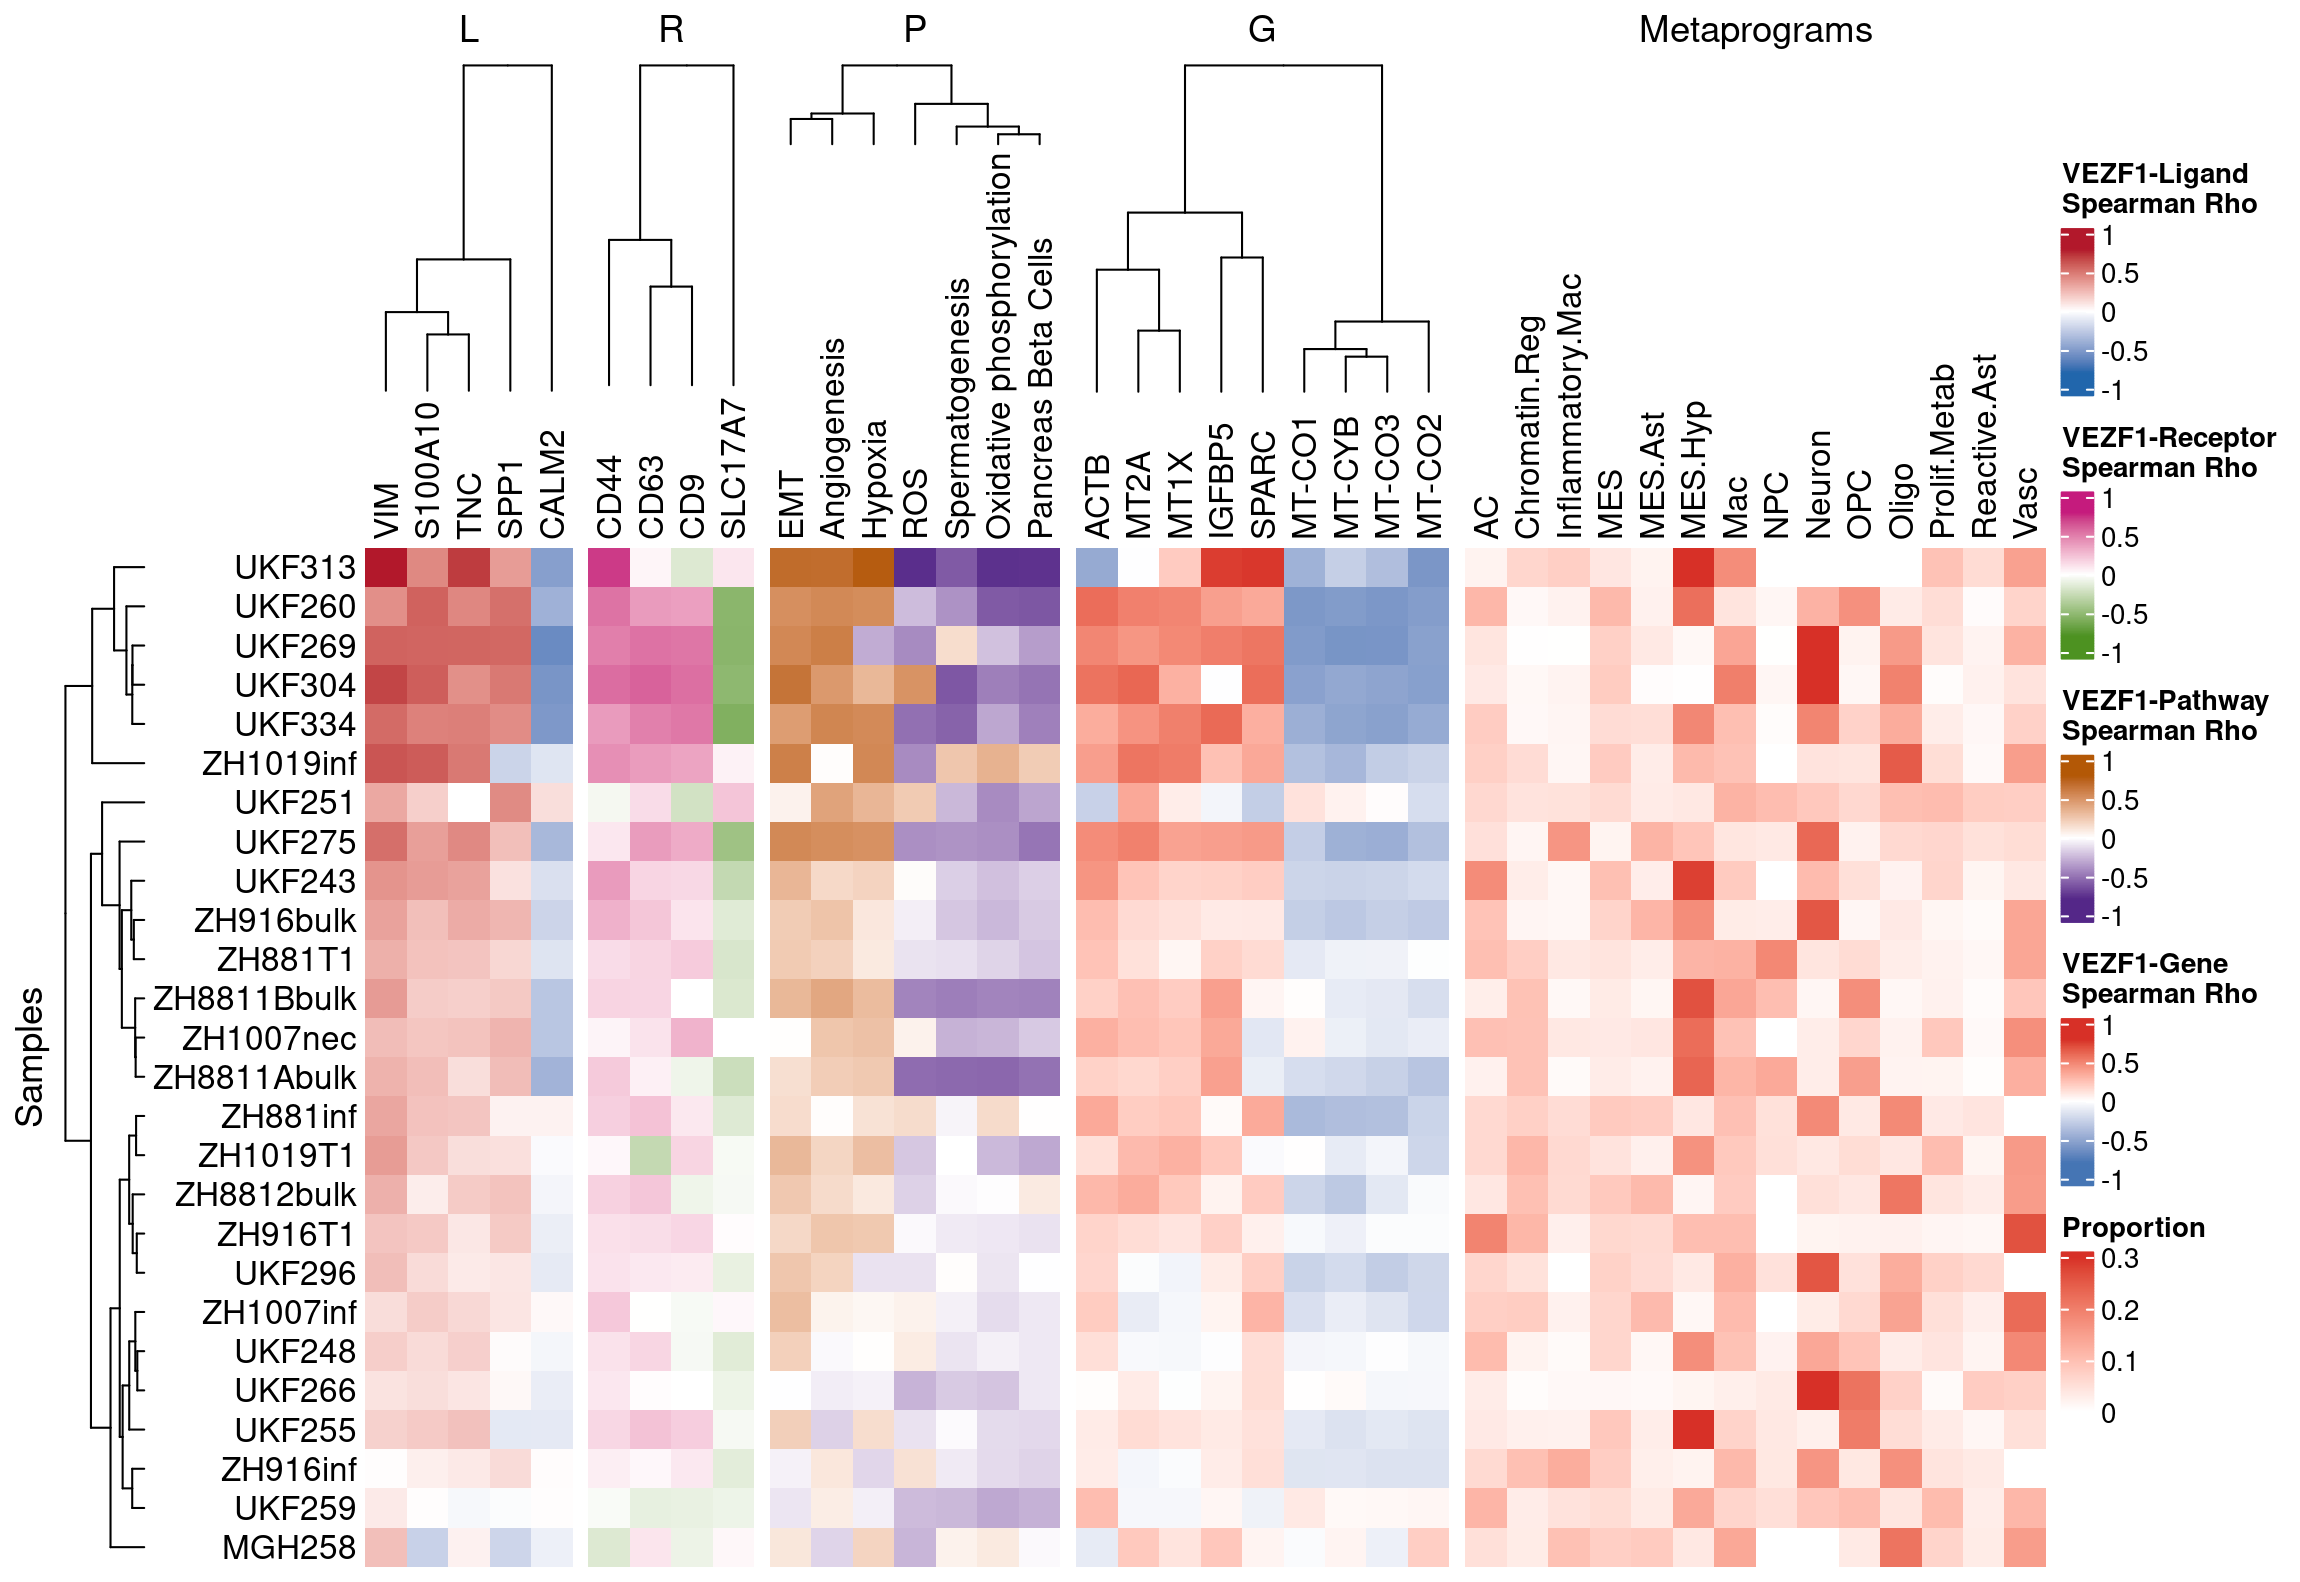 L R P G Metaprograms
VIM
S100A10
TNC
SPP1
CALM2
CD44
CD63
CD9
SLC17A7
EMT
Angiogenesis
Hypoxia
ROS
Spermatogenesis
Oxidative phosphorylation
Pancreas Beta Cells
ACTB
MT2A
MT1X
IGFBP5
SPARC
MT-CO1
MT-CYB
MT-CO3
MT-CO2
AC
Chromatin.Reg
Inflammatory.Mac
MES
MES.Ast
MES.Hyp
Mac
NPC
Neuron
OPC
Oligo
Prolif.Metab
Reactive.Ast
Vasc
Samples
UKF313
UKF260
UKF269
UKF304
UKF334
ZH1019inf
UKF251
UKF275
UKF243
ZH916bulk
ZH881T1
ZH8811Bbulk
ZH1007nec
ZH8811Abulk
ZH881inf
ZH1019T1
ZH8812bulk
ZH916T1
UKF296
ZH1007inf
UKF248
UKF266
UKF255
ZH916inf
UKF259
MGH258
VEZF1-Ligand
Spearman Rho
1
0.5
0
-0.5
-1
VEZF1-Receptor
Spearman Rho
1
0.5
0
-0.5
-1
VEZF1-Pathway
Spearman Rho
1
0.5
0
-0.5
-1
VEZF1-Gene
Spearman Rho
1
0.5
0
-0.5
-1
Proportion
0.3
0.2
0.1
0